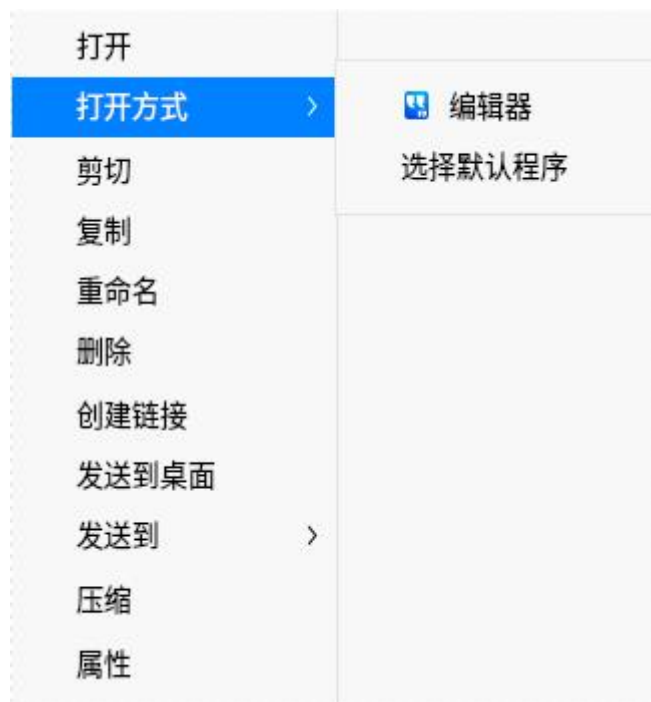 打开
打开方式
编辑器
选择默认程序
剪切
复制
重命名
删除
创建链接
发送到桌面
发送到
压缩
属性